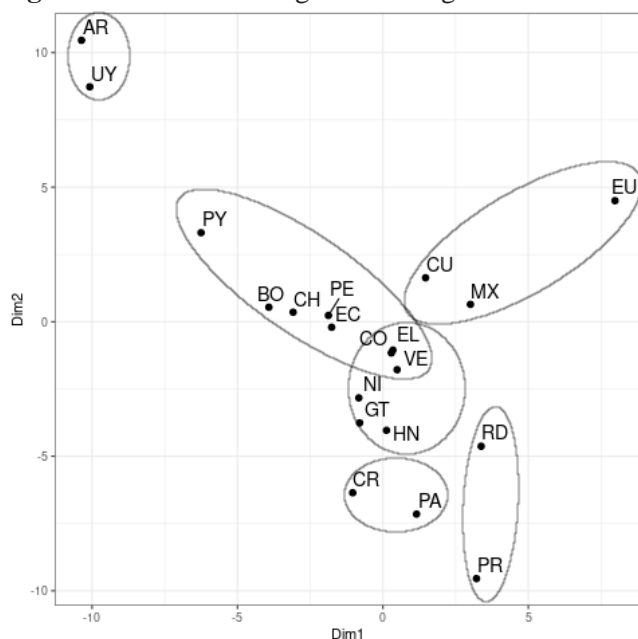 AR
10
UY
EU
5
PY
CU
MX
BO
CH
PE
EC
Dim2
0
CO
EL
VE
NI
GT
HN
RD
-5
CR
PA
PR
-10
-10
-5
0
5
Dim1